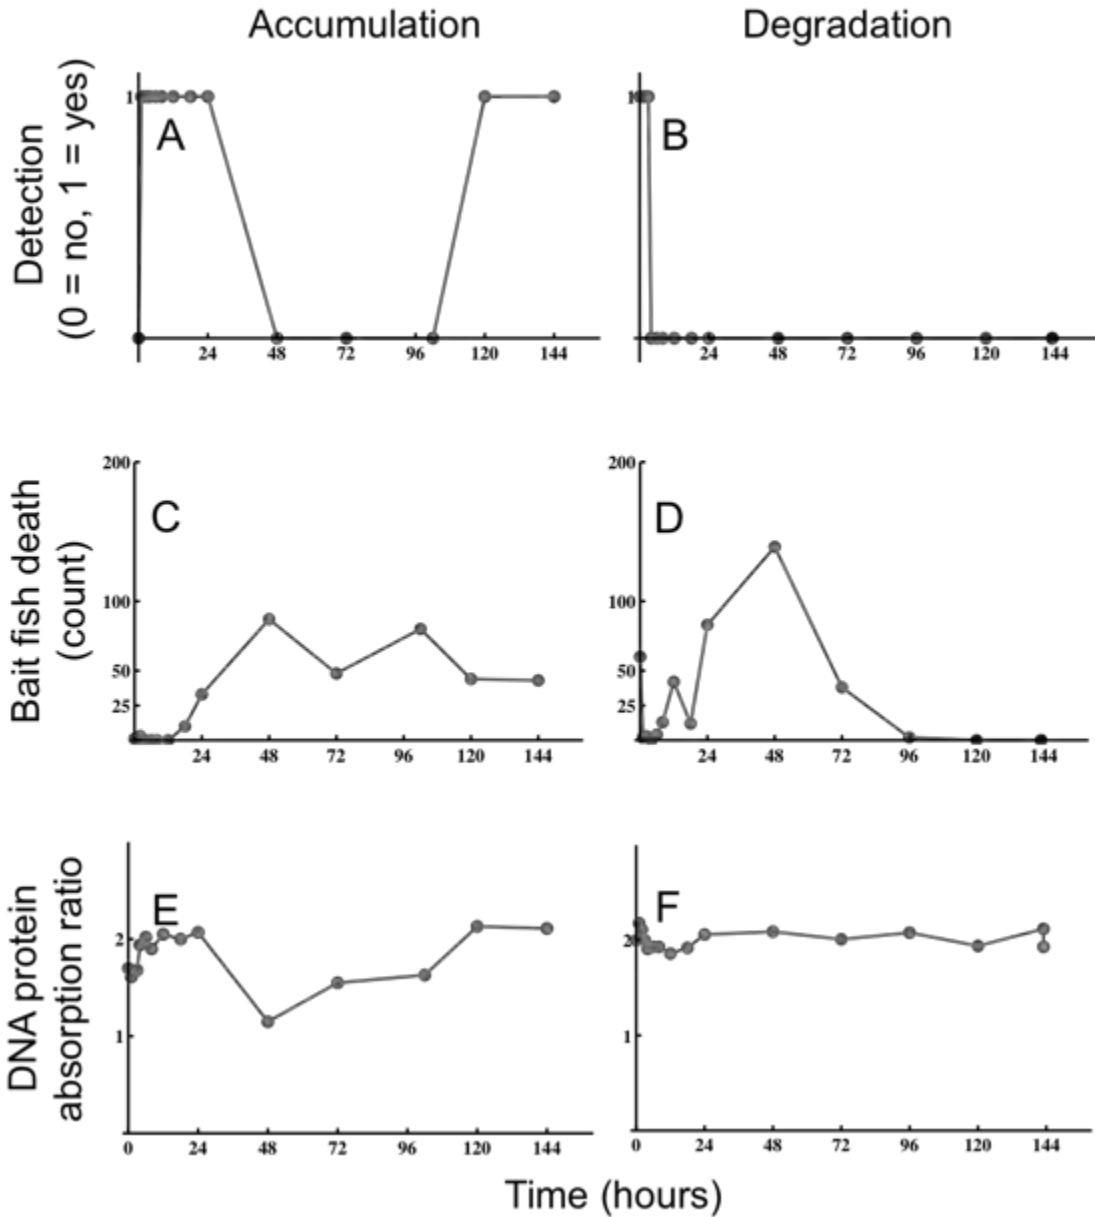 Accumulation Degradation
Detection
(0 = no, 1 = yes)
1 A
24 48 72 96 120 144
1 B
24 48 72 96 120 144
Bait fish death
(count)
200
100
50
25
C
24 48 72 96 120 144
200
100
50
25
D
24 48 72 96 120 144
DNA protein
absorption ratio
2
1
E
0 24 48 72 96 120 144
2
1
F
0 24 48 72 96 120 144
Time (hours)